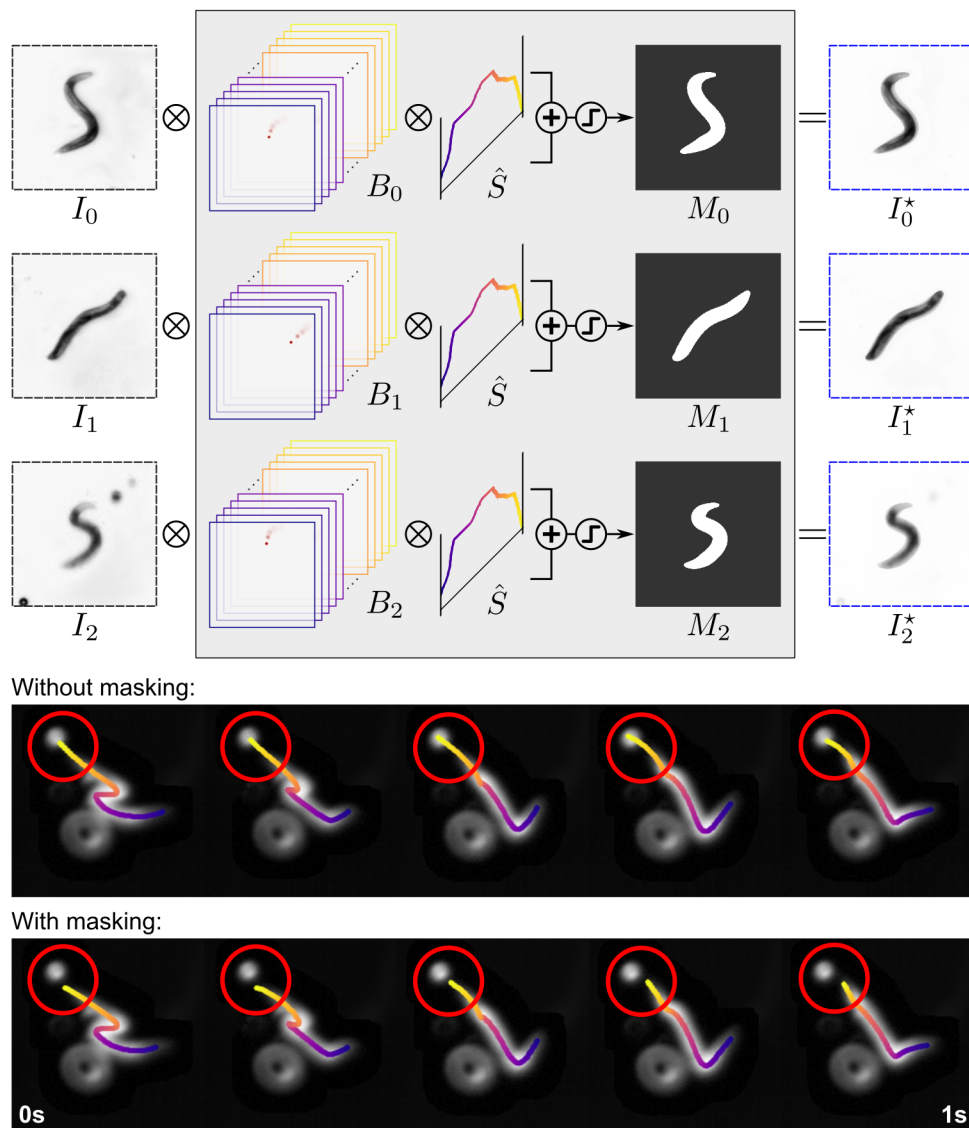 I₀ B₀ Ŝ M₀ I₀⋆
I₁ B₁ Ŝ M₁ I₁⋆
I₂ B₂ Ŝ M₂ I₂⋆
Without masking:
With masking:
0s 1s